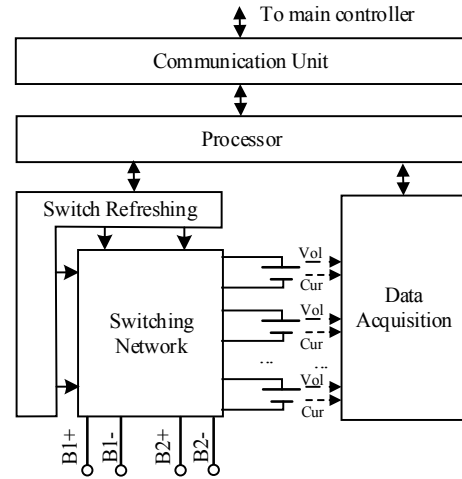 To main controller
Communication Unit
Processor
Switch Refreshing
Switching
Network
Vol
Cur
Vol
Cur
... ...
Vol
Cur
Data
Acquisition
B1+
B1-
B2+
B2-